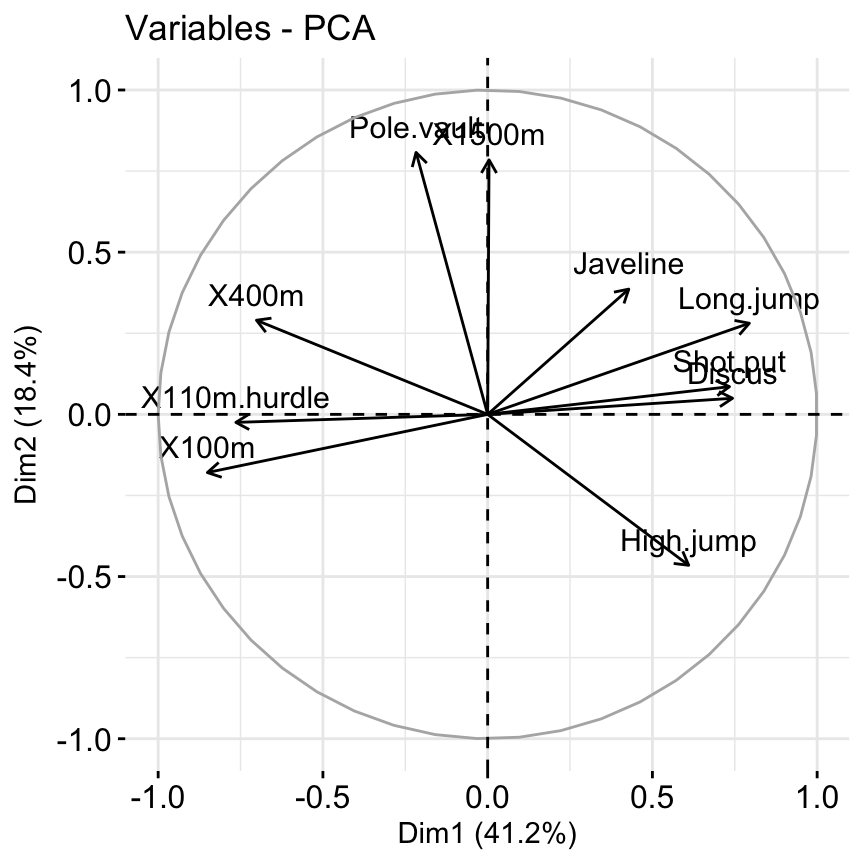 Variables - PCA
1.0
Pole.vault
X1500m
0.5
Javeline
X400m
Long.jump
Shot.put
Discus
X110m.hurdle
0.0
X100m
High.jump
-0.5
-1.0
Dim2 (18.4%)
-1.0 -0.5 0.0 0.5 1.0
Dim1 (41.2%)